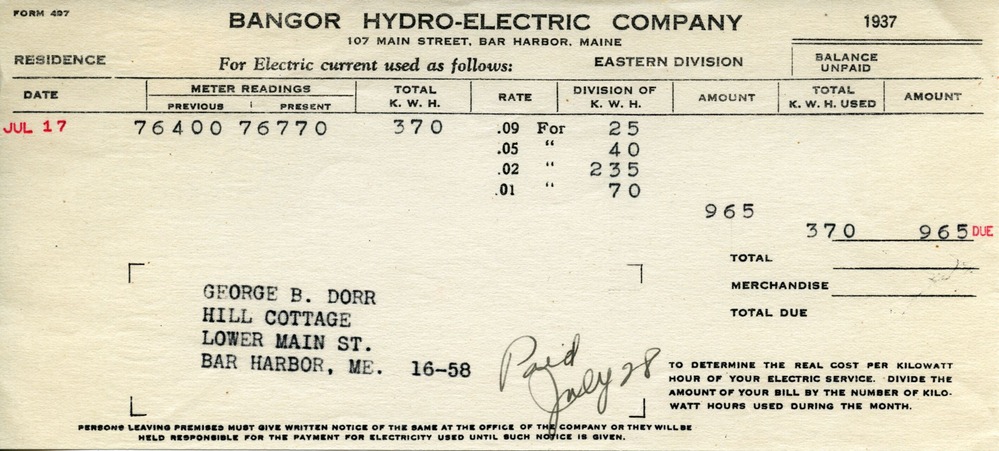 FORM 497
BANGOR HYDRO-ELECTRIC COMPANY
1937
107 MAIN STREET, BAR HARBOR, MAINE
RESIDENCE
For Electric current used as follows:
EASTERN DIVISION
BALANCE
UNPAID
DATE
METER READINGS
PREVIOUS PRESENT
TOTAL
K. W. H.
RATE
DIVISION OF
K. W. H.
AMOUNT
TOTAL
K. W. H. USED
AMOUNT
JUL 17 76400 76770 370 .09 For 25
.05 " 40
.02 " 235
.01 " 70
965
370 965 DUE
TOTAL
MERCHANDISE
TOTAL DUE
GEORGE B. DORR
HILL COTTAGE
LOWER MAIN ST.
BAR HARBOR, ME. 16-58
Paid
July 28
TO DETERMINE THE REAL COST PER KILOWATT
HOUR OF YOUR ELECTRIC SERVICE. DIVIDE THE
AMOUNT OF YOUR BILL BY THE NUMBER OF KILO-
WATT HOURS USED DURING THE MONTH.
PERSONS LEAVING PREMISES MUST GIVE WRITTEN NOTICE OF THE SAME AT THE OFFICE OF THE COMPANY OR THEY WILL BE
HELD RESPONSIBLE FOR THE PAYMENT FOR ELECTRICITY USED UNTIL SUCH NOTICE IS GIVEN.